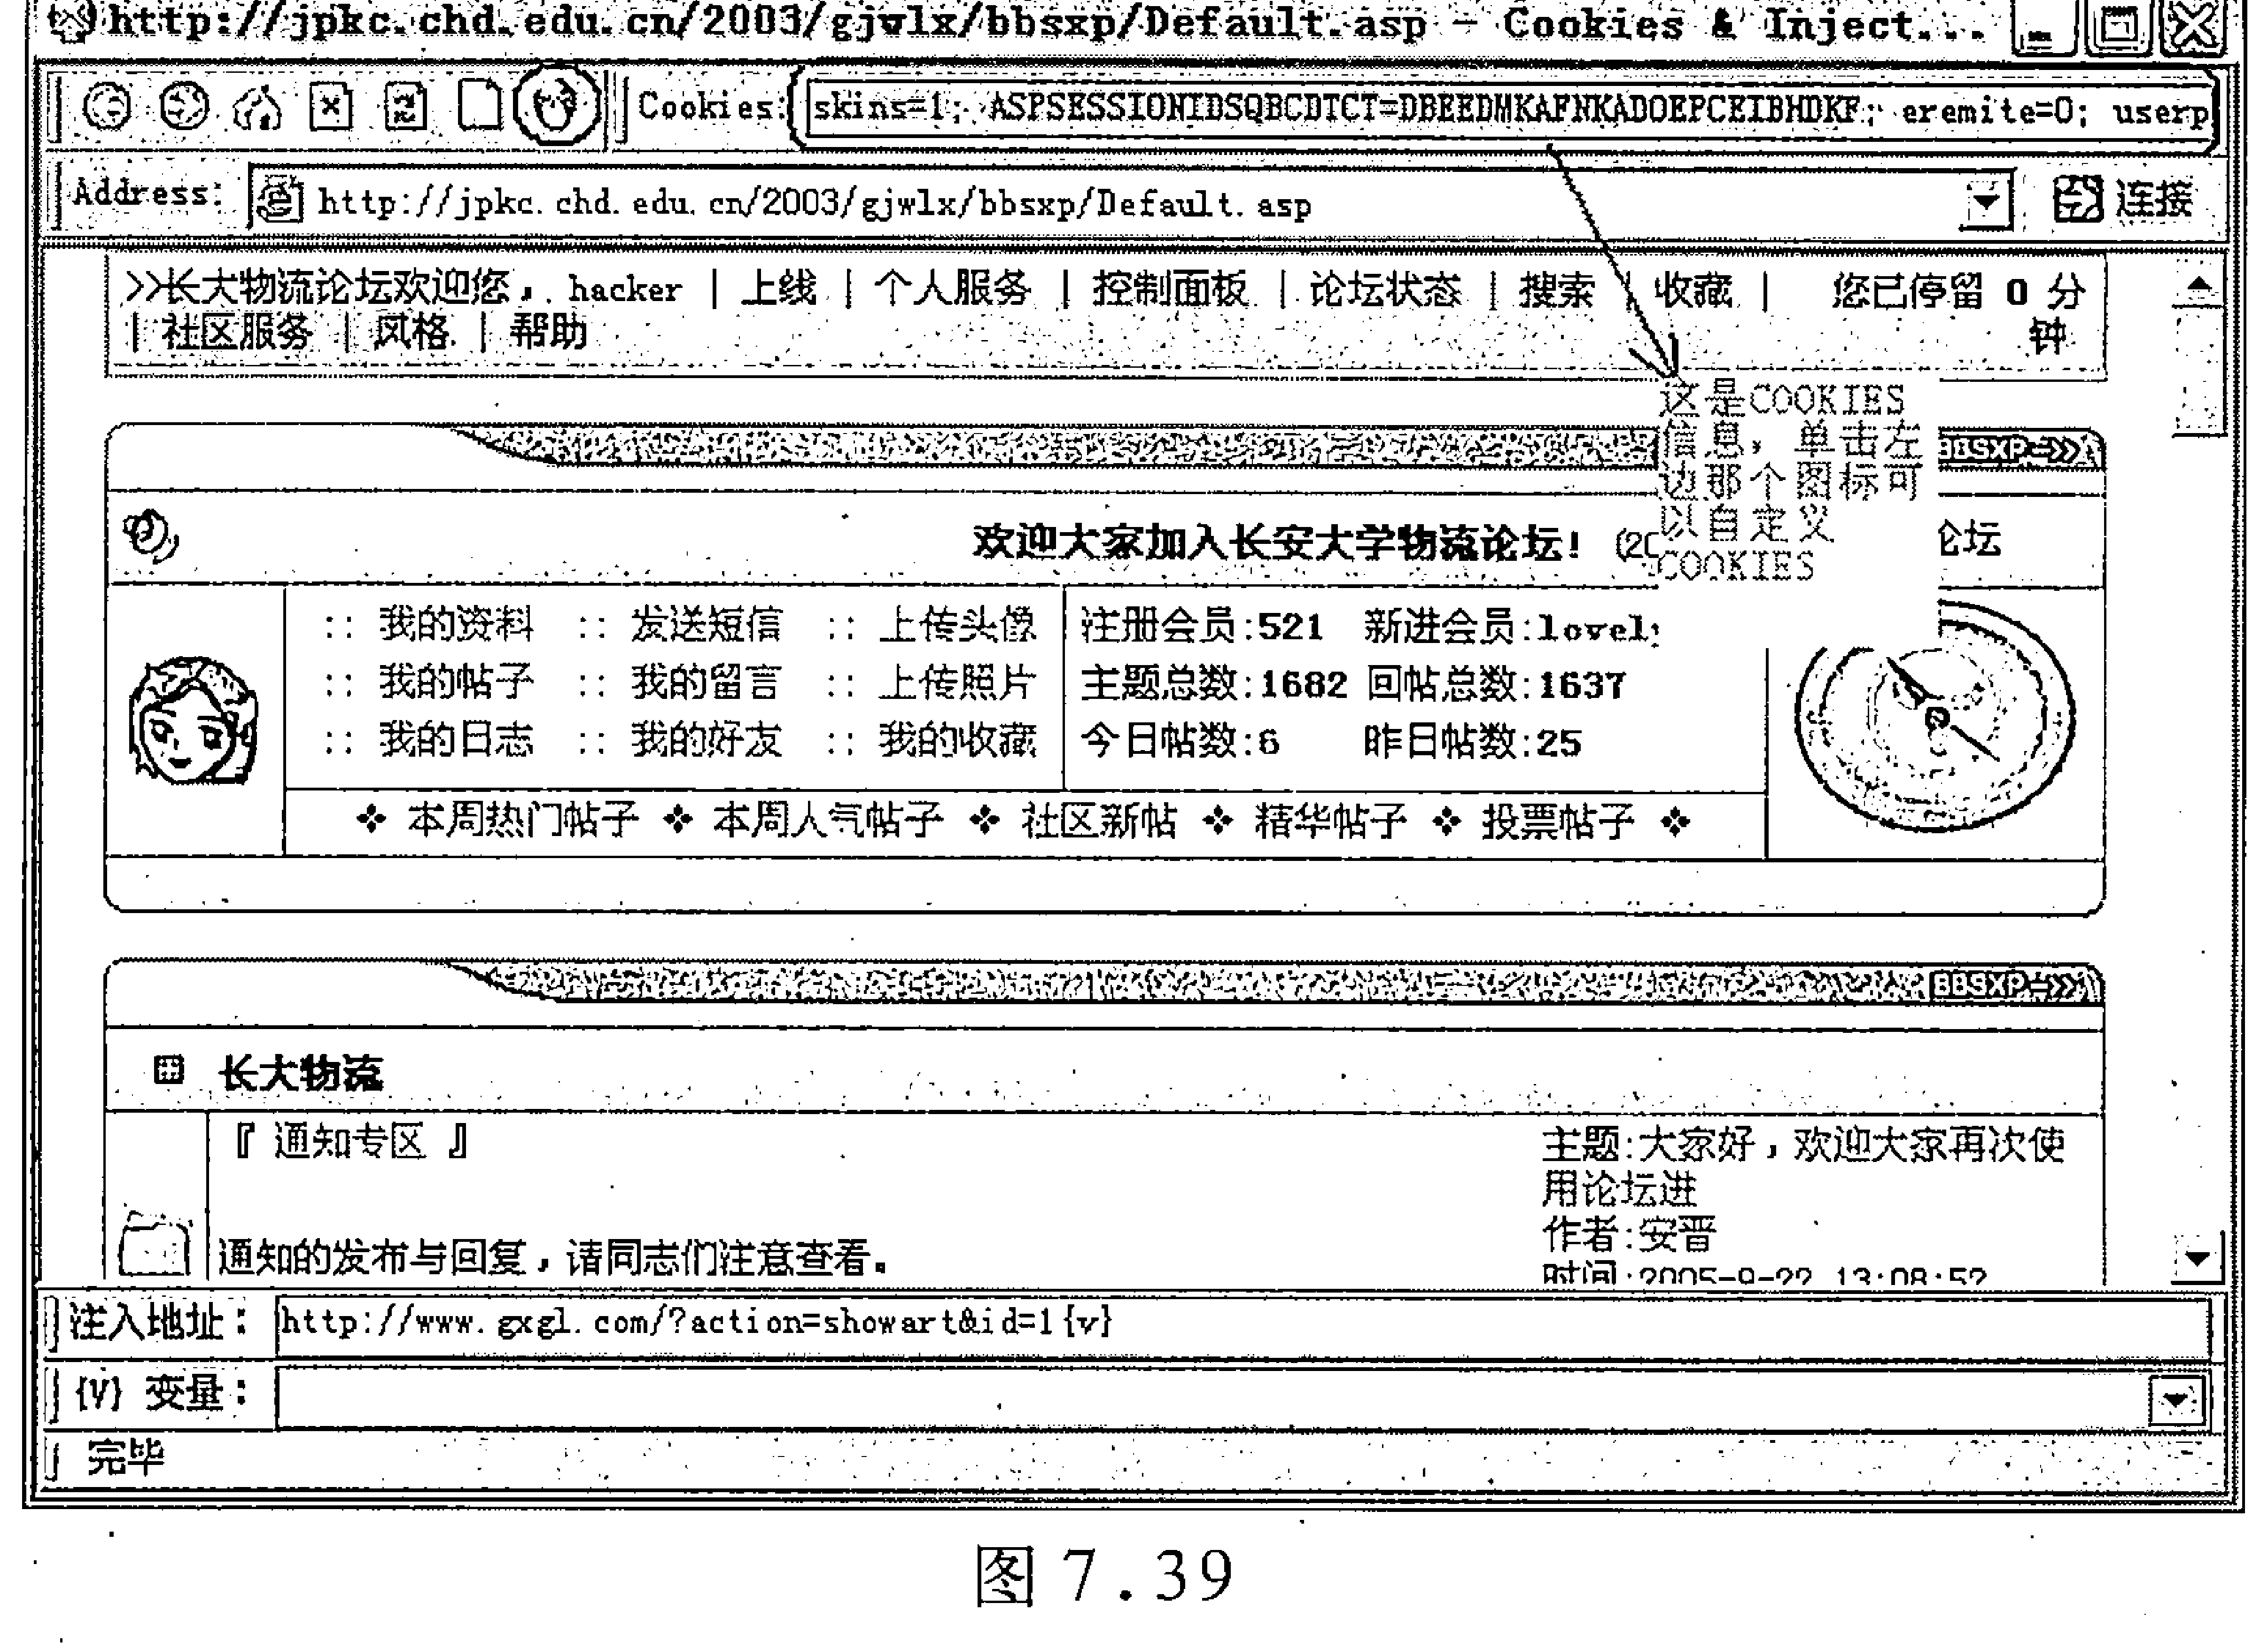 http://jpkc.chd.edu.cn/2003/gjwlx/bbsxp/Default.asp - Cookies & Inject...
Cookies: skins=1; ASPSESSIONIDSQBCDTCT=DBEEDMKAFNKADOEPCEIBHDKF; eremite=0; userp
Address: http://jpkc.chd.edu.cn/2003/gjwlx/bbsxp/Default.asp 连接
>>长大物流论坛欢迎您，hacker | 上线 | 个人服务 | 控制面板 | 论坛状态 | 搜索 | 收藏 | 您已停留 0 分
| 社区服务 | 风格 | 帮助 钟
这是COOKIES
信息，单击左
边那个图标可
以自定义
COOKIES
BBSXP=>>
欢迎大家加入长安大学物流论坛! (20 论坛
:: 我的资料 :: 发送短信 :: 上传头像 注册会员:521 新进会员:lovely
:: 我的帖子 :: 我的留言 :: 上传照片 主题总数:1682 回帖总数:1637
:: 我的日志 :: 我的好友 :: 我的收藏 今日帖数:6 昨日帖数:25
❖ 本周热门帖子 ❖ 本周人气帖子 ❖ 社区新帖 ❖ 精华帖子 ❖ 投票帖子 ❖
BBSXP=>>
长大物流
『 通知专区 』
通知的发布与回复，请同志们注意查看。
主题:大家好，欢迎大家再次使
用论坛进
作者:安晋
时间:2005-9-22 13:08:52
注入地址: http://www.gxgl.com/?action=showart&id=1{v}
{V} 变量:
完毕
图 7.39